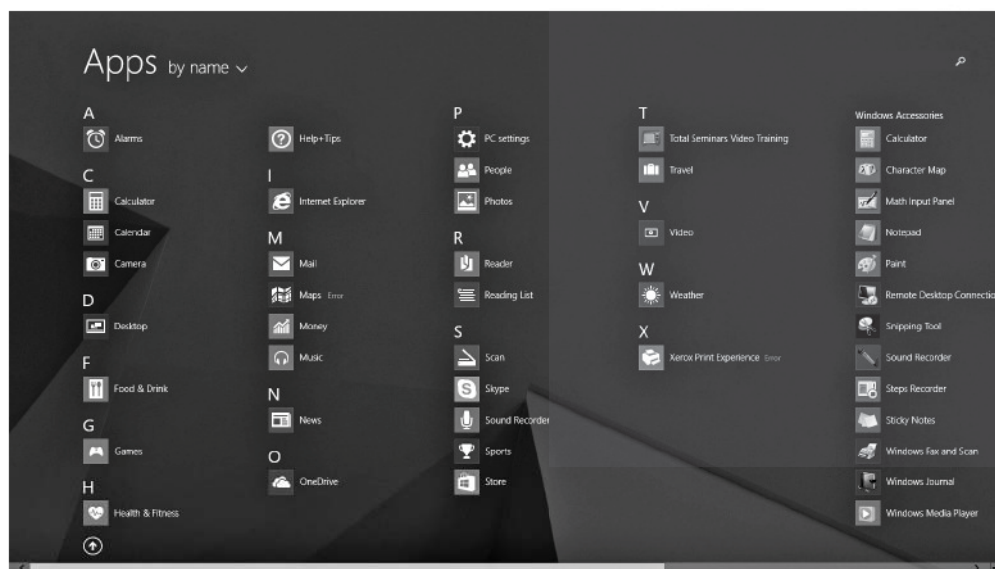 Apps by name
A
Alarms
C
Calculator
Calendar
Camera
D
Desktop
F
Food & Drink
G
Games
H
Health & Fitness
Help+Tips
I
Internet Explorer
M
Mail
Maps Error
Money
Music
N
News
O
OneDrive
P
PC settings
People
Photos
R
Reader
Reading List
S
Scan
Skype
Sound Recorder
Sports
Store
T
Total Seminars Video Training
Travel
V
Video
W
Weather
X
Xerox Print Experience Error
Windows Accessories
Calculator
Character Map
Math Input Panel
Notepad
Paint
Remote Desktop Connectio
Snipping Tool
Sound Recorder
Steps Recorder
Sticky Notes
Windows Fax and Scan
Windows Journal
Windows Media Player